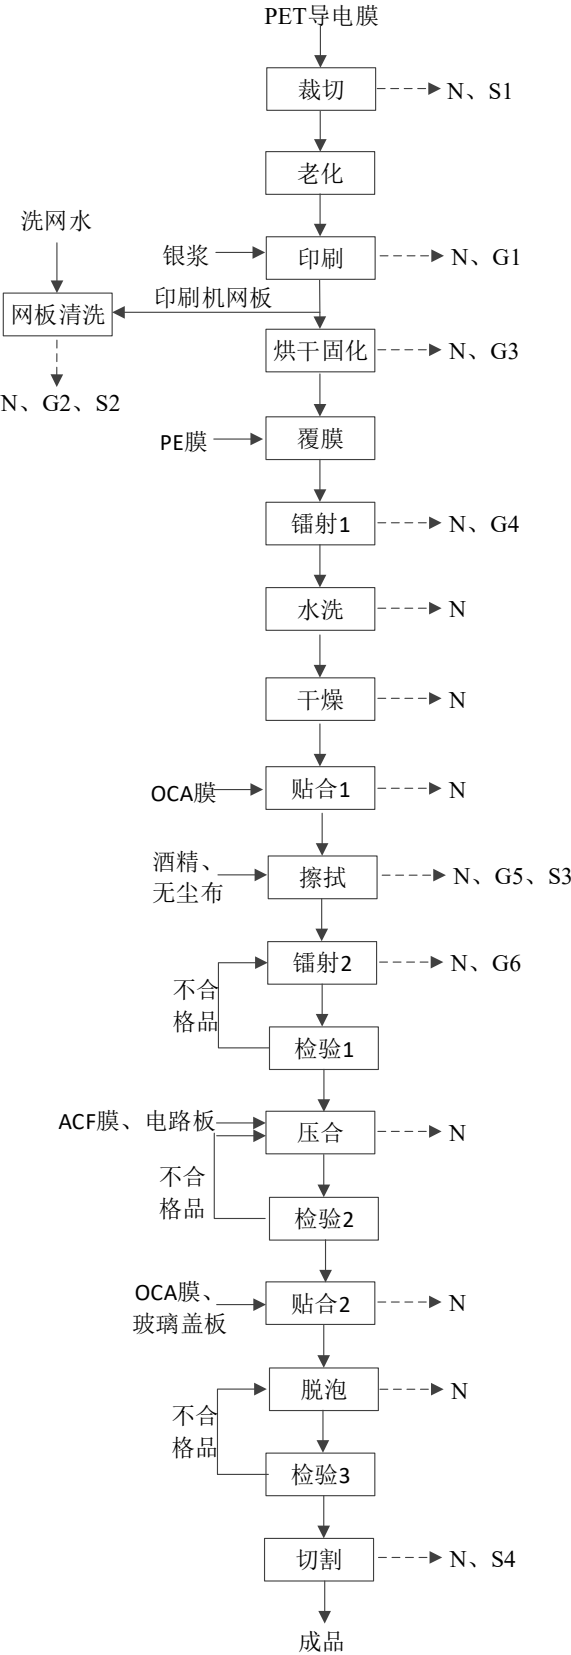 PET导电膜
裁切
N、S1
老化
洗网水
银浆
印刷
N、G1
印刷机网板
网板清洗
烘干固化
N、G3
N、G2、S2
PE膜
覆膜
镭射1
N、G4
水洗
N
干燥
N
OCA膜
贴合1
N
酒精、
无尘布
擦拭
N、G5、S3
镭射2
N、G6
不合
格品
检验1
ACF膜、电路板
压合
N
不合
格品
检验2
OCA膜、
玻璃盖板
贴合2
N
脱泡
N
不合
格品
检验3
切割
N、S4
成品